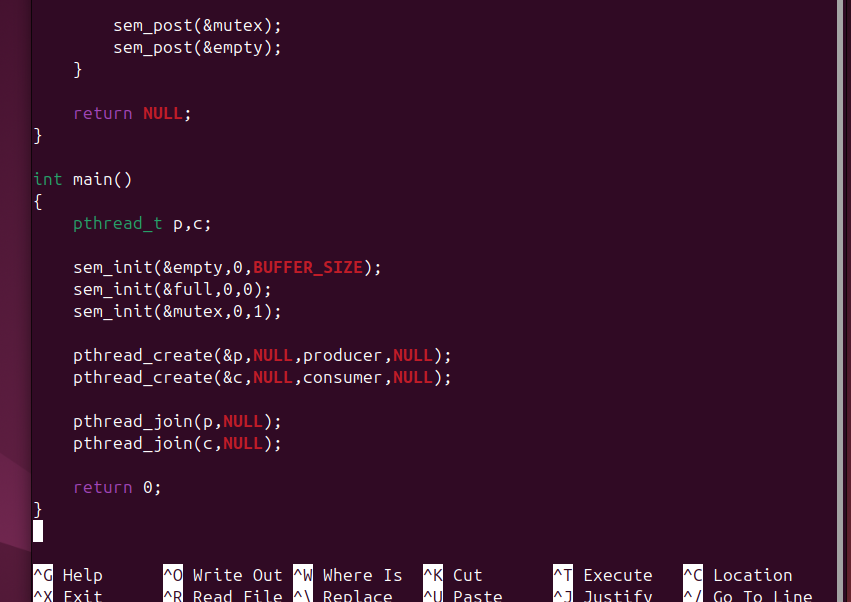 sem_post(&mutex);
sem_post(&empty);
}
return NULL;
}
int main()
{
pthread_t p,c;
sem_init(&empty,0,BUFFER_SIZE);
sem_init(&full,0,0);
sem_init(&mutex,0,1);
pthread_create(&p,NULL,producer,NULL);
pthread_create(&c,NULL,consumer,NULL);
pthread_join(p,NULL);
pthread_join(c,NULL);
return 0;
}
^G Help ^O Write Out ^W Where Is ^K Cut ^T Execute ^C Location
^X Exit ^R Read File ^\ Replace ^U Paste ^J Justify ^/ Go To Line